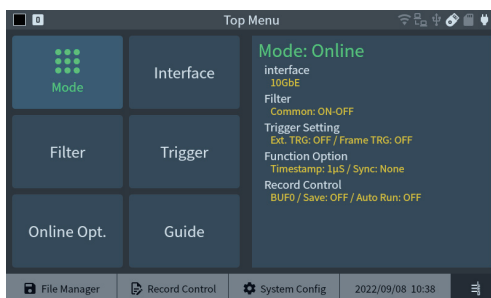 0
Top Menu
Mode
Interface
Filter
Trigger
Online Opt.
Guide
Mode: Online
interface
10GbE
Filter
Common: ON-OFF
Trigger Setting
Ext. TRG: OFF / Frame TRG: OFF
Function Option
Timestamp: 1µS / Sync: None
Record Control
BUF0 / Save: OFF / Auto Run: OFF
File Manager
Record Control
System Config
2022/09/08 10:38